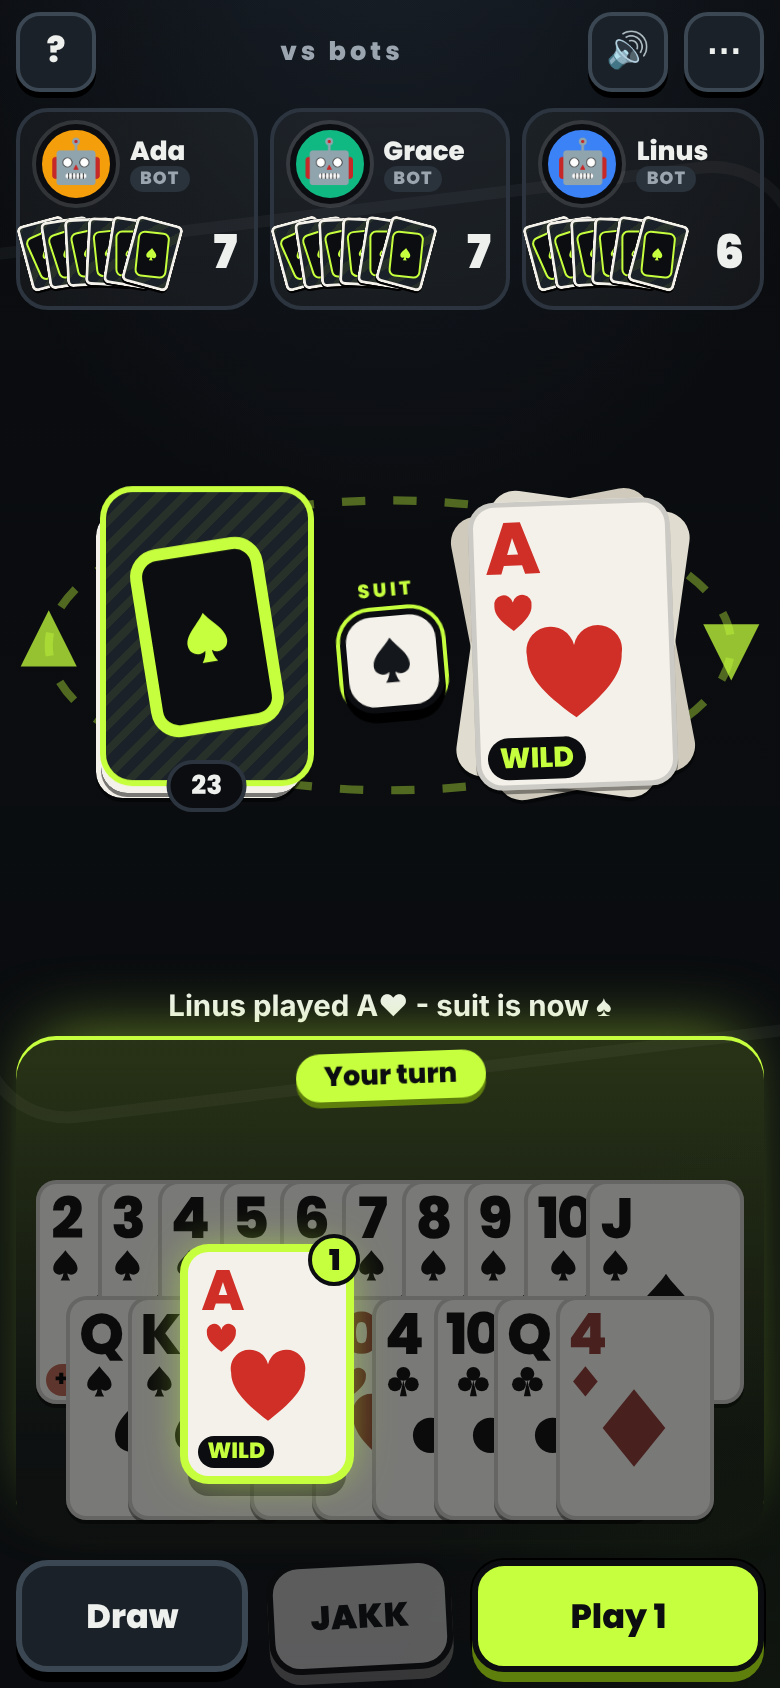 ?
vs bots
...
Ada
BOT
7
Grace
BOT
7
Linus
BOT
6
SUIT
A
WILD
23
Linus played A♥ - suit is now ♠
Your turn
2 3 4 5 6 7 8 9 10 J
1
Q K A 4 10 Q 4
WILD
Draw
JAKK
Play 1